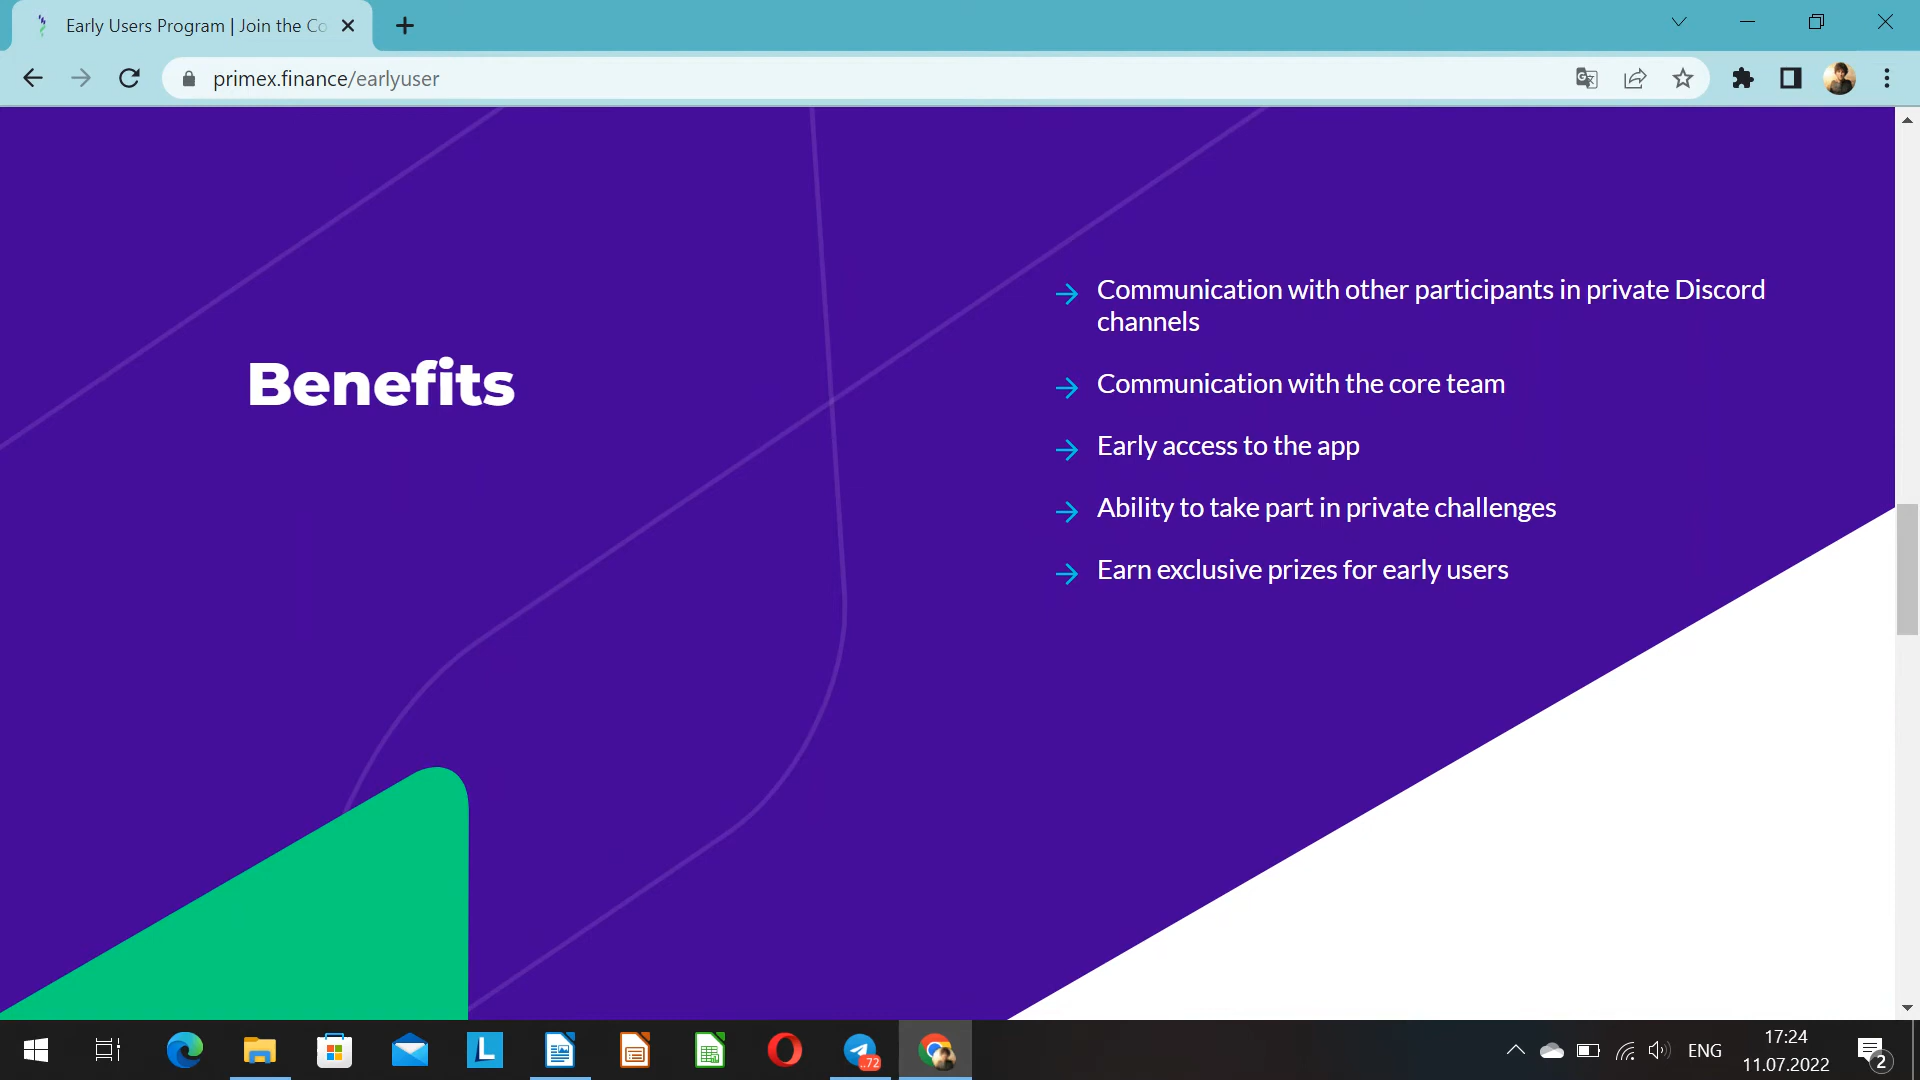 Early Users Program | Join the Co
primex.finance/earlyuser
Benefits
Communication with other participants in private Discord
channels
Communication with the core team
Early access to the app
Ability to take part in private challenges
Earn exclusive prizes for early users
L
..72
ENG
17:24
11.07.2022
2